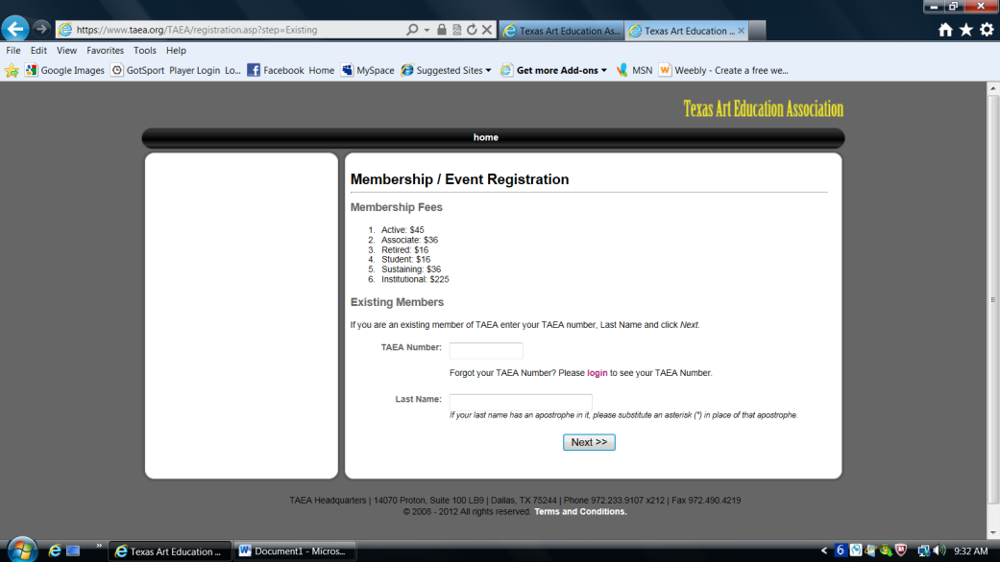 https://www.taea.org/TAEA/registration.asp?step=Existing
Texas Art Education As...
Texas Art Education ...
File Edit View Favorites Tools Help
Google Images GotSport Player Login Lo... Facebook Home MySpace Suggested Sites Get more Add-ons MSN Weebly - Create a free we...
Texas Art Education Association
home
Membership / Event Registration
Membership Fees
1. Active: $45
2. Associate: $36
3. Retired: $16
4. Student: $16
5. Sustaining: $36
6. Institutional: $225
Existing Members
If you are an existing member of TAEA enter your TAEA number, Last Name and click Next.
TAEA Number:
Forgot your TAEA Number? Please login to see your TAEA Number.
Last Name:
If your last name has an apostrophe in it, please substitute an asterisk (*) in place of that apostrophe.
Next >>
TAEA Headquarters | 14070 Proton, Suite 100 LB9 | Dallas, TX 75244 | Phone 972.233.9107 x212 | Fax 972.490.4219
© 2008 - 2012 All rights reserved. Terms and Conditions.
Texas Art Education ... Document1 - Micros... 6 9:32 AM